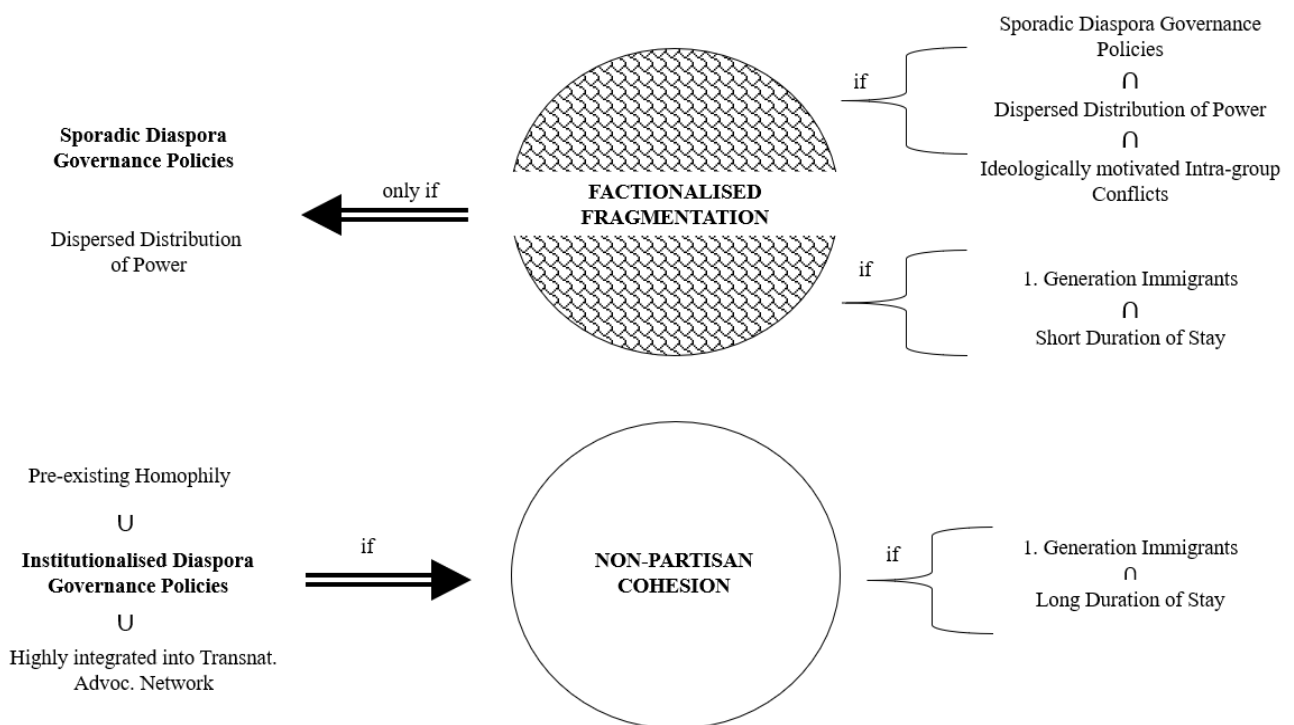 Sporadic Diaspora
Governance Policies
only if
Dispersed Distribution
of Power
FACTIONALISED
FRAGMENTATION
if
Sporadic Diaspora Governance
Policies
∩
Dispersed Distribution of Power
∩
Ideologically motivated Intra-group
Conflicts
if
1. Generation Immigrants
∩
Short Duration of Stay
Pre-existing Homophily
∪
Institutionalised Diaspora
Governance Policies
∪
Highly integrated into Transnat.
Advoc. Network
if
NON-PARTISAN
COHESION
if
1. Generation Immigrants
∩
Long Duration of Stay